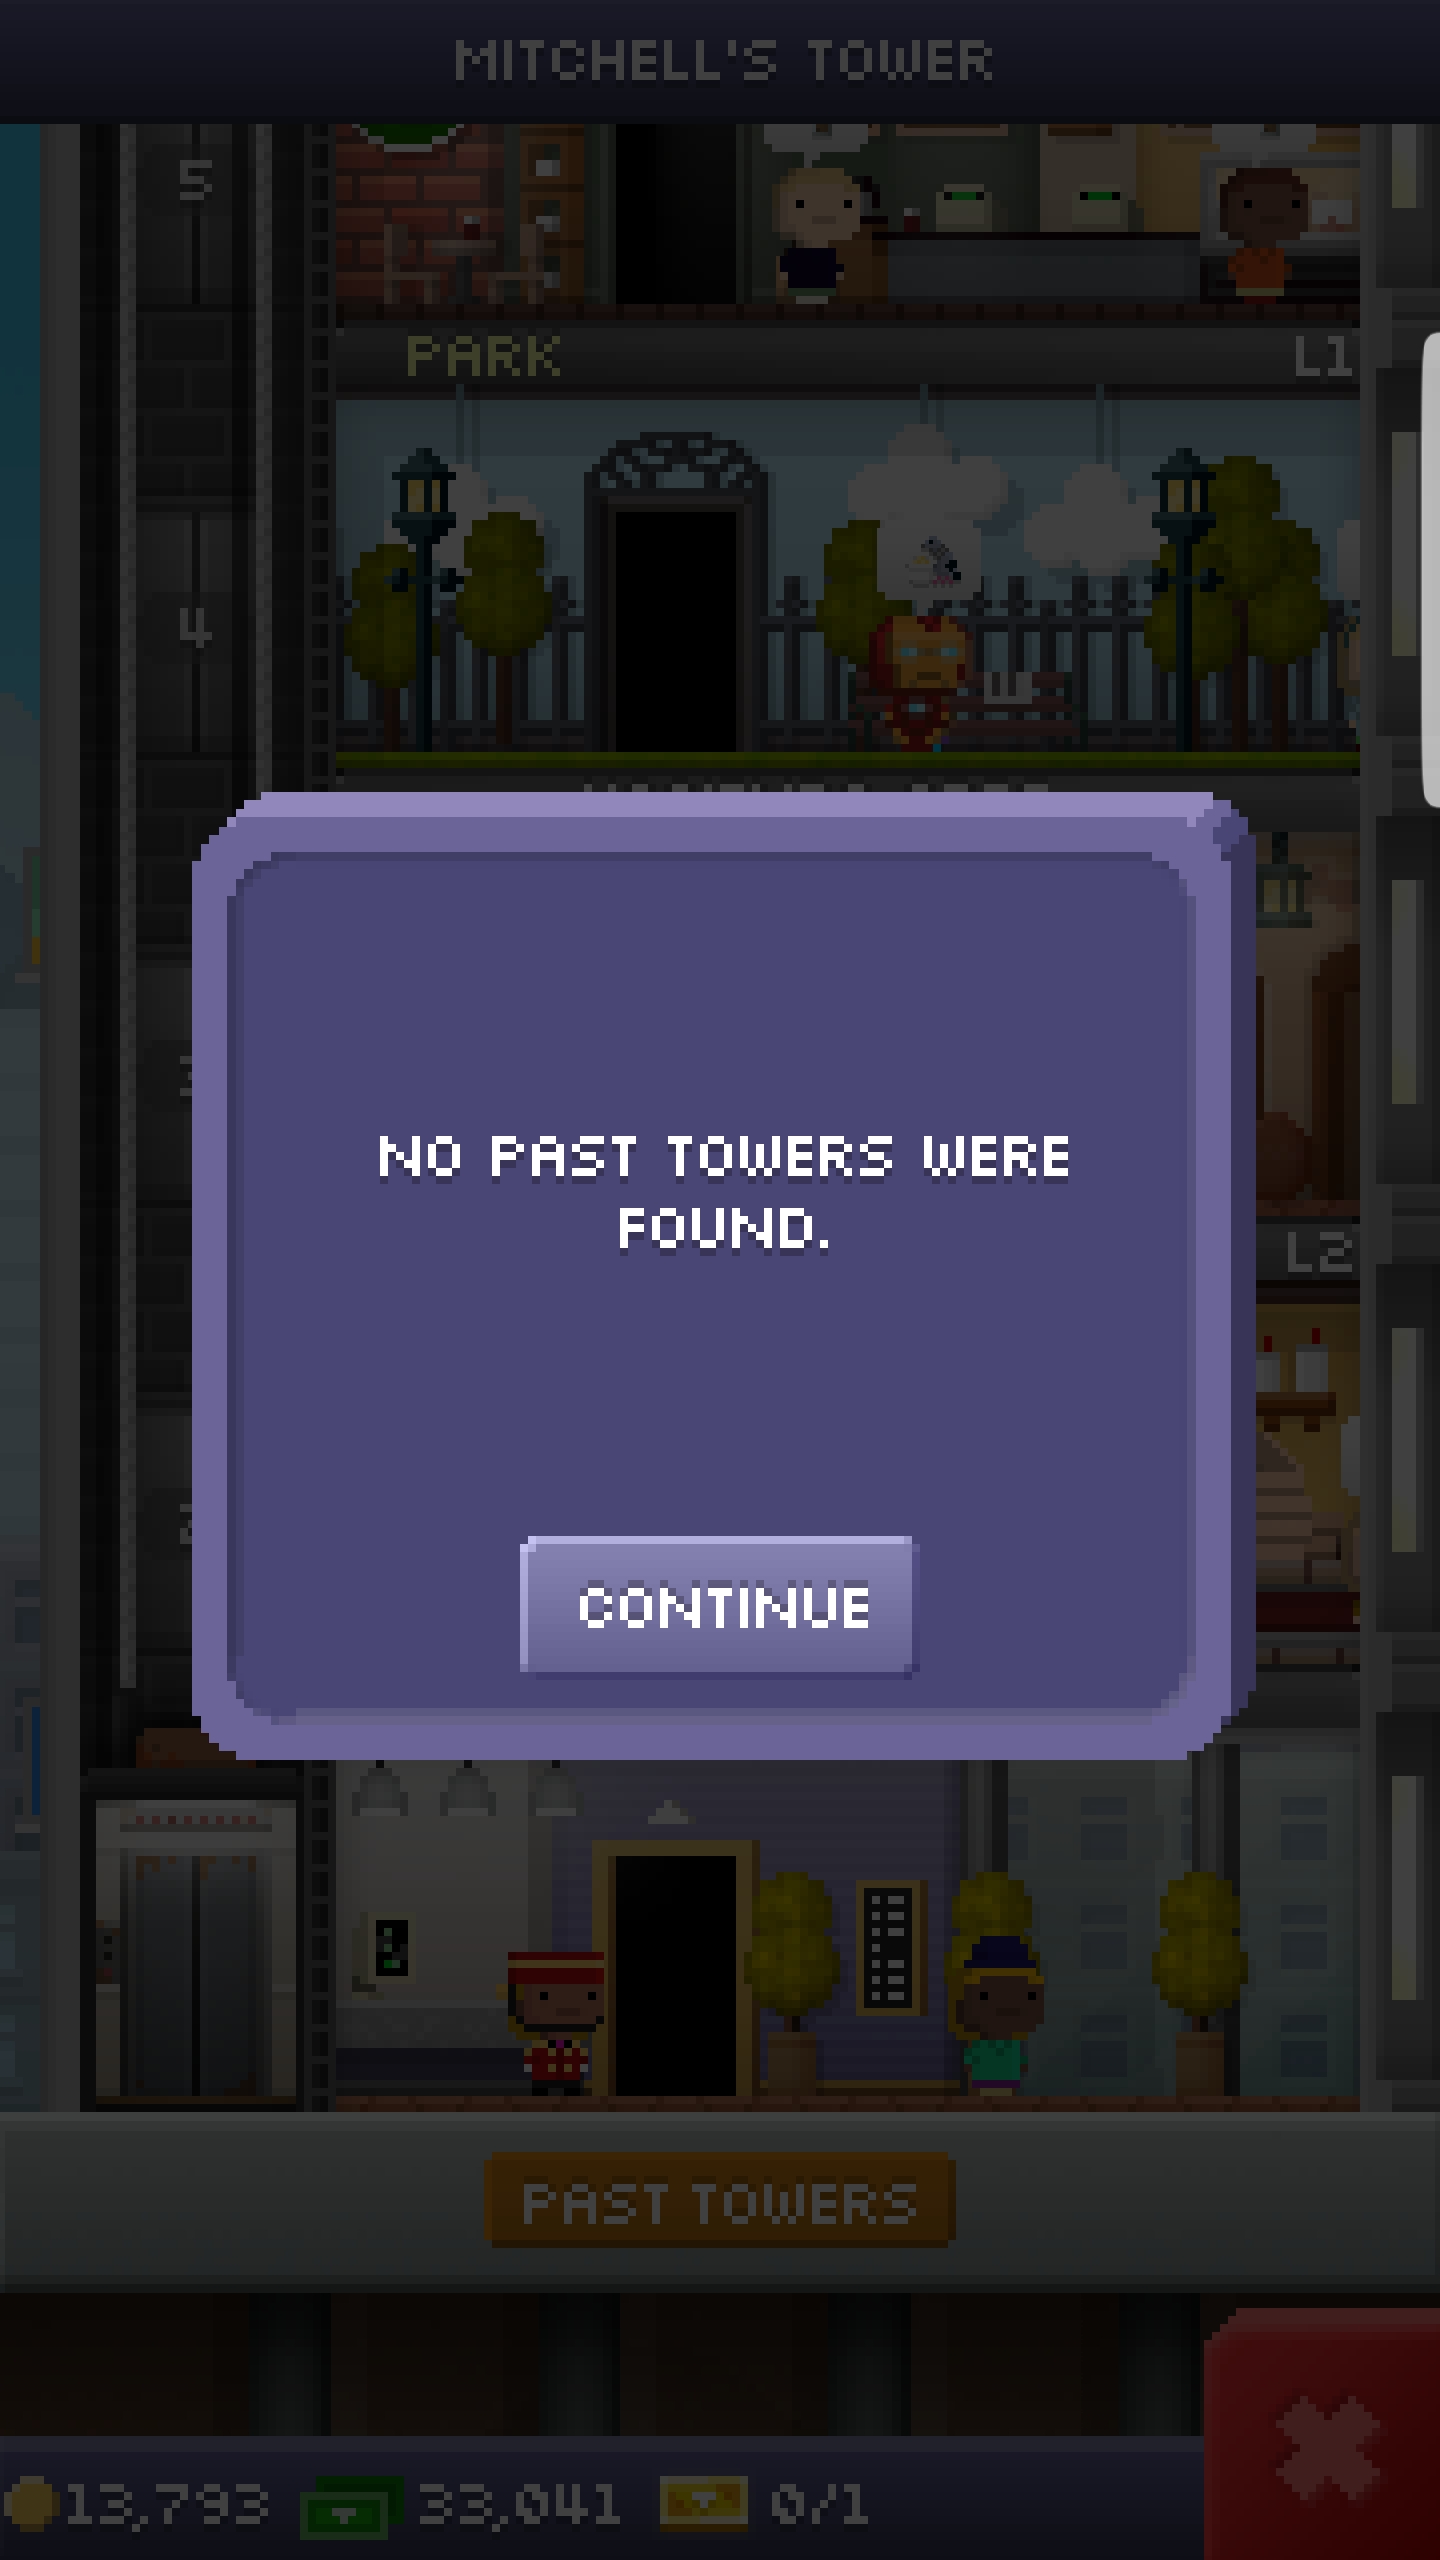 MITCHELL'S TOWER
5
PARK L1
4
NO PAST TOWERS WERE
FOUND.
L2
CONTINUE
PAST TOWERS
13,793 33,041 0/1